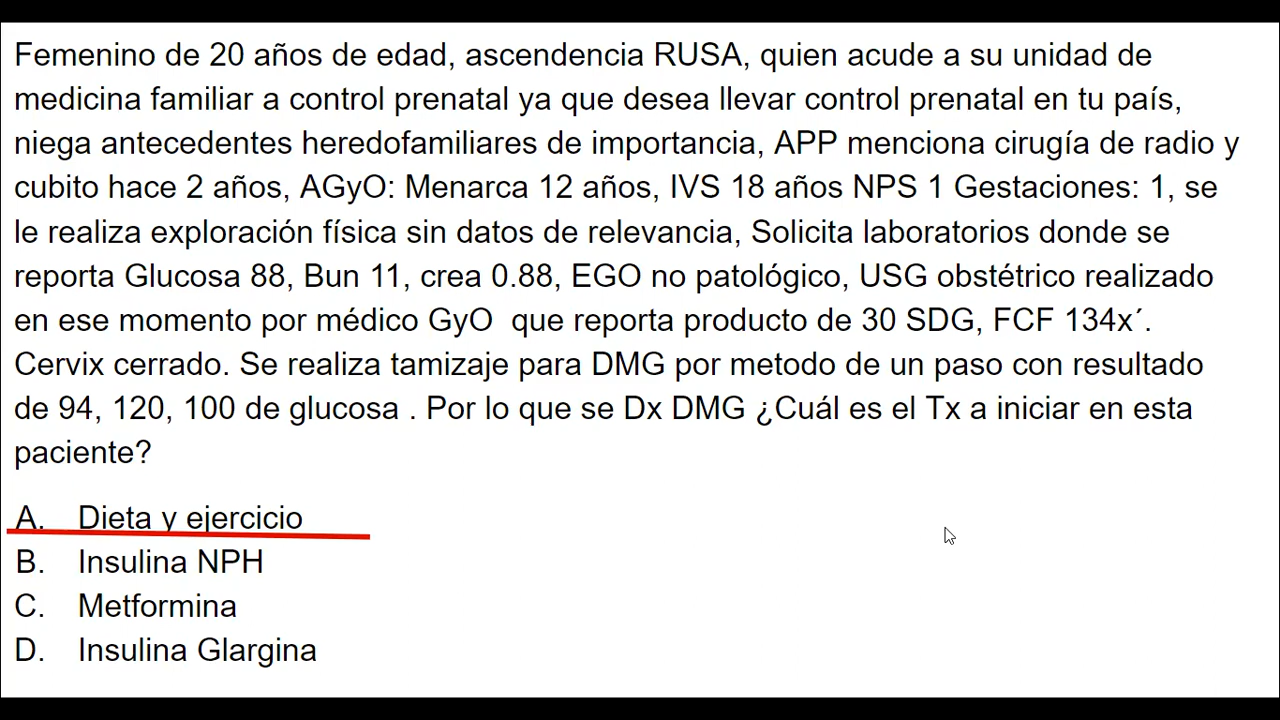 Femenino de 20 años de edad, ascendencia RUSA, quien acude a su unidad de
medicina familiar a control prenatal ya que desea llevar control prenatal en tu país,
niega antecedentes heredofamiliares de importancia, APP menciona cirugía de radio y
cubito hace 2 años, AGyO: Menarca 12 años, IVS 18 años NPS 1 Gestaciones: 1, se
le realiza exploración física sin datos de relevancia, Solicita laboratorios donde se
reporta Glucosa 88, Bun 11, crea 0.88, EGO no patológico, USG obstétrico realizado
en ese momento por médico GyO  que reporta producto de 30 SDG, FCF 134x´.
Cervix cerrado. Se realiza tamizaje para DMG por metodo de un paso con resultado
de 94, 120, 100 de glucosa . Por lo que se Dx DMG ¿Cuál es el Tx a iniciar en esta
paciente?
A. Dieta y ejercicio
B. Insulina NPH
C. Metformina
D. Insulina Glargina